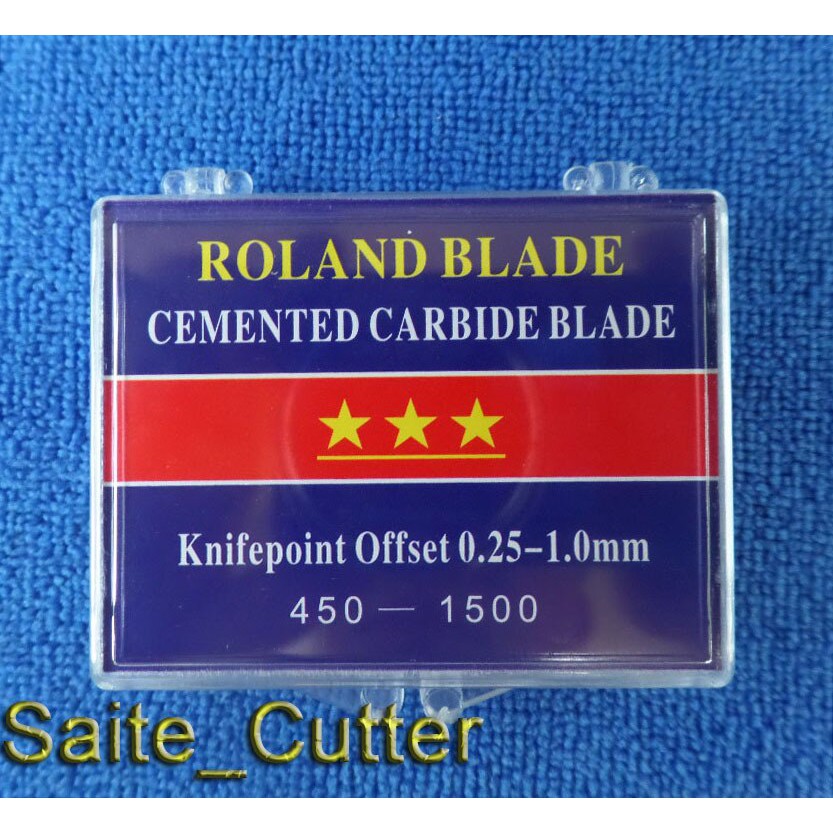 ROLAND BLADE
CEMENTED CARBIDE BLADE
Knifepoint Offset 0.25-1.0mm
450 — 1500
Saite_Cutter